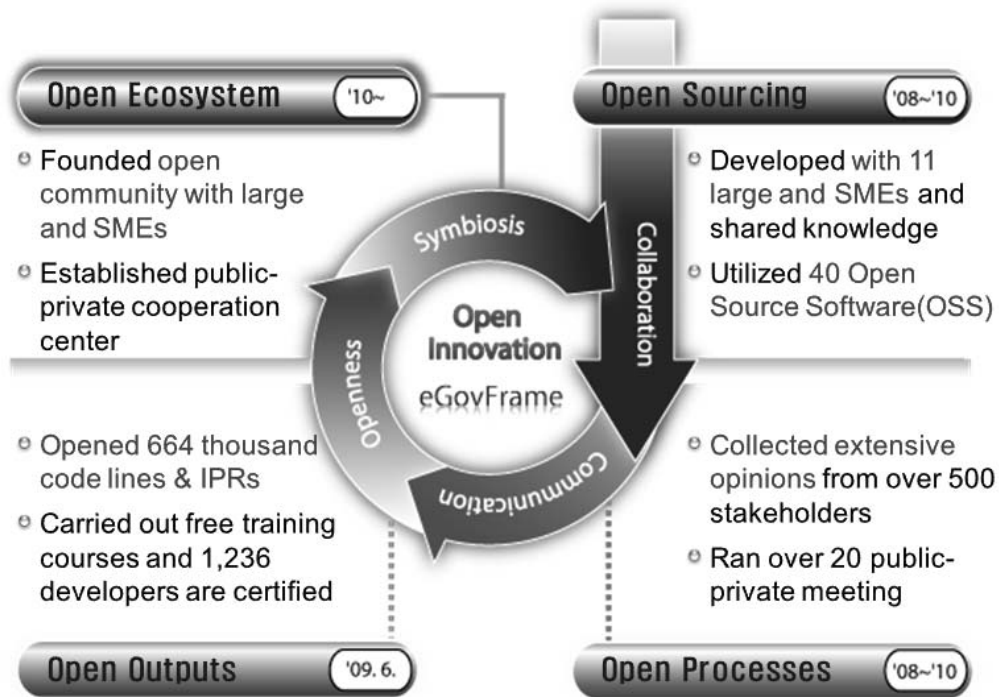 Open Ecosystem '10~
Founded open
community with large
and SMEs
Established public-
private cooperation
center
Open Sourcing '08~'10
Developed with 11
large and SMEs and
shared knowledge
Utilized 40 Open
Source Software(OSS)
Symbiosis
Collaboration
Open
Innovation
eGovFrame
Openness
Communication
Opened 664 thousand
code lines & IPRs
Carried out free training
courses and 1,236
developers are certified
Open Outputs '09. 6.
Collected extensive
opinions from over 500
stakeholders
Ran over 20 public-
private meeting
Open Processes '08~'10